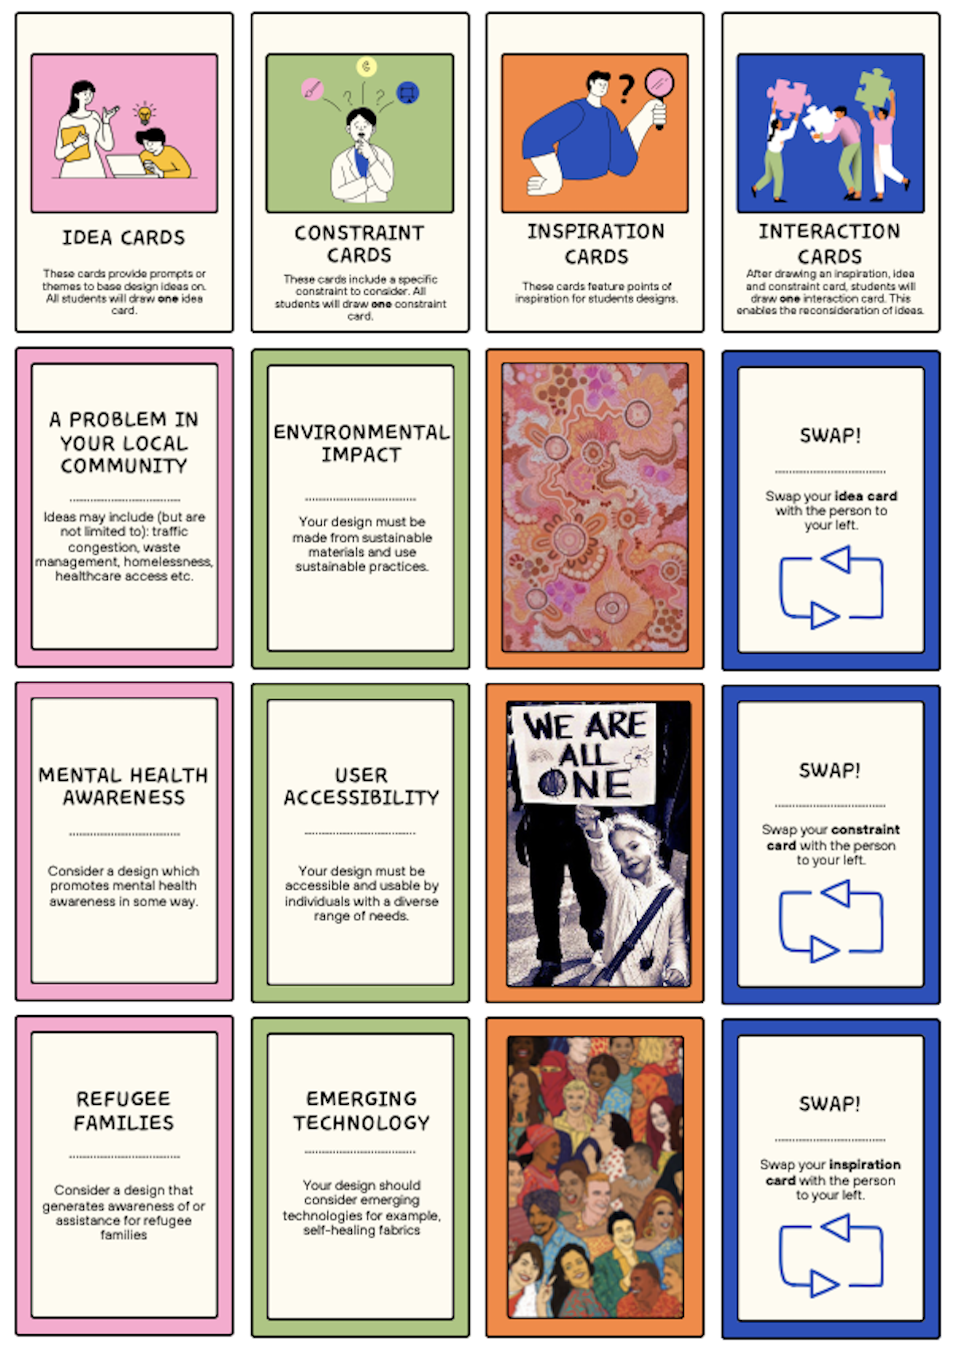 IDEA CARDS
These cards provide prompts or
themes to base design ideas on.
All students will draw one idea
card.
CONSTRAINT
CARDS
These cards include a specific
constraint to consider. All
students will draw one constraint
card.
INSPIRATION
CARDS
These cards feature points of
inspiration for students designs.
INTERACTION
CARDS
After drawing an inspiration, idea
and constraint card, students will
draw one interaction card. This
enables the reconsideration of ideas.
A PROBLEM IN
YOUR LOCAL
COMMUNITY
Ideas may include (but are
not limited to): traffic
congestion, waste
management, homelessness,
healthcare access etc.
ENVIRONMENTAL
IMPACT
Your design must be
made from sustainable
materials and use
sustainable practices.
SWAP!
Swap your idea card
with the person to
your left.
MENTAL HEALTH
AWARENESS
Consider a design which
promotes mental health
awareness in some way.
USER
ACCESSIBILITY
Your design must be
accessible and usable by
individuals with a diverse
range of needs.
WE ARE
ALL
ONE
SWAP!
Swap your constraint
card with the person
to your left.
REFUGEE
FAMILIES
Consider a design that
generates awareness of or
assistance for refugee
families
EMERGING
TECHNOLOGY
Your design should
consider emerging
technologies for example,
self-healing fabrics
SWAP!
Swap your inspiration
card with the person
to your left.